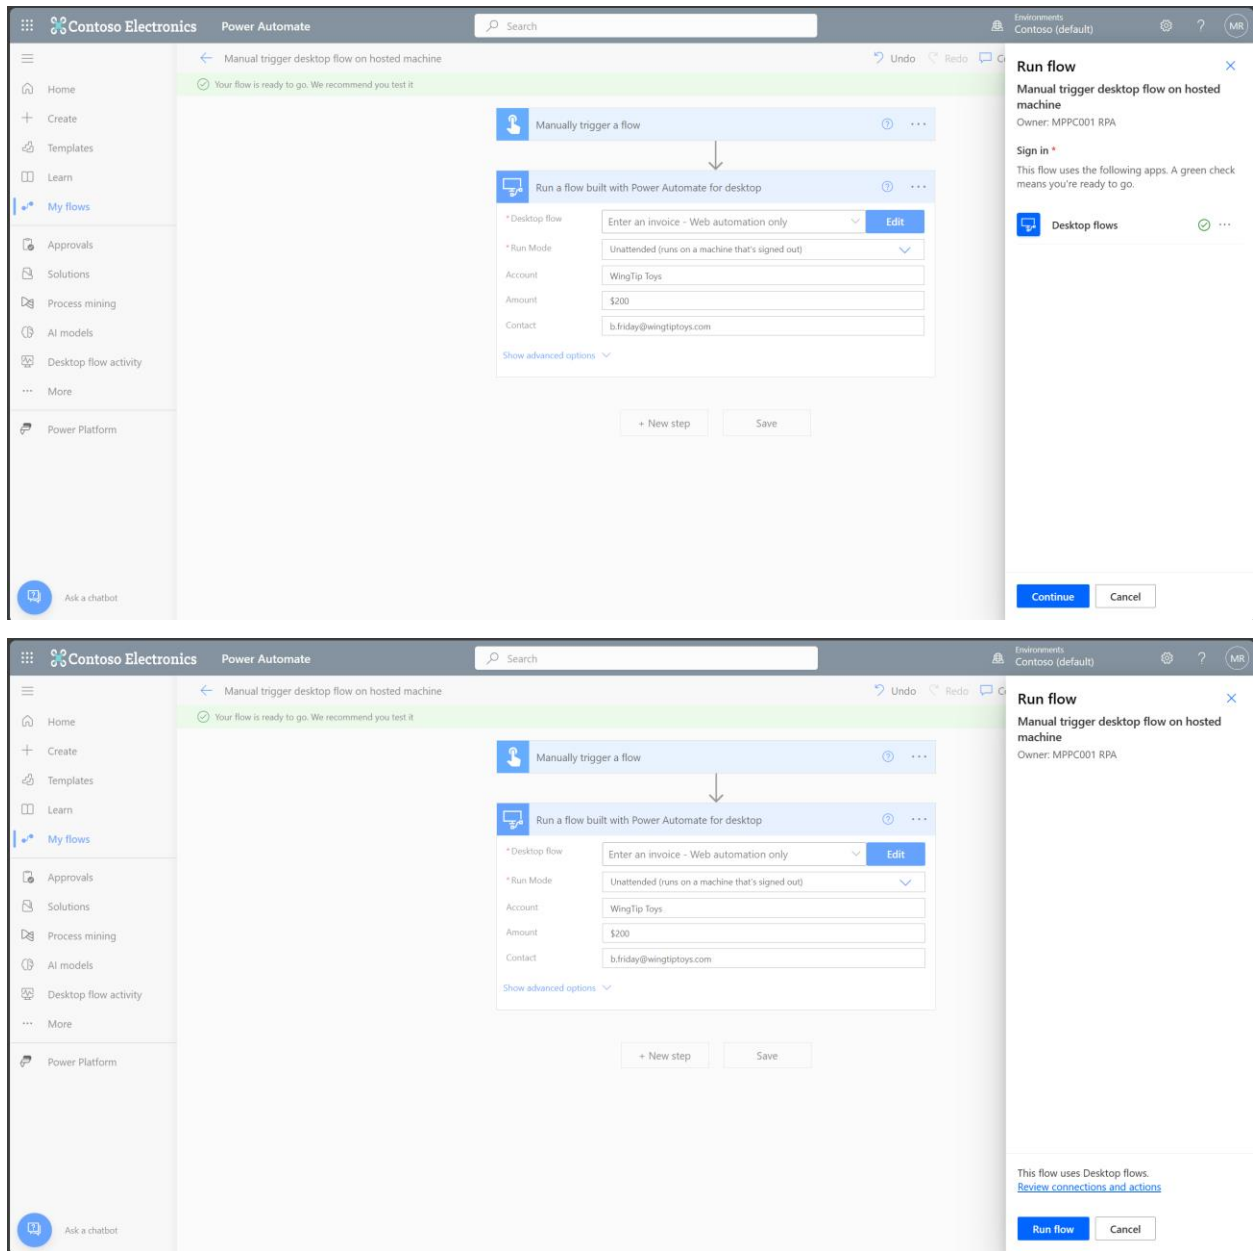 Contoso Electronics Power Automate Search Environments
Contoso (default) MR
Manual trigger desktop flow on hosted machine Undo Redo
Your flow is ready to go. We recommend you test it
Home
Create
Templates
Learn
My flows
Approvals
Solutions
Process mining
AI models
Desktop flow activity
More
Power Platform
Ask a chatbot
Manually trigger a flow
Run a flow built with Power Automate for desktop
* Desktop flow Enter an invoice - Web automation only Edit
* Run Mode Unattended (runs on a machine that's signed out)
Account WingTip Toys
Amount $200
Contact b.friday@wingtiptoys.com
Show advanced options
+ New step Save
Run flow
Manual trigger desktop flow on hosted
machine
Owner: MPPC001 RPA
Sign in *
This flow uses the following apps. A green check
means you're ready to go.
Desktop flows
Continue Cancel
Contoso Electronics Power Automate Search Environments
Contoso (default) MR
Manual trigger desktop flow on hosted machine Undo Redo
Your flow is ready to go. We recommend you test it
Home
Create
Templates
Learn
My flows
Approvals
Solutions
Process mining
AI models
Desktop flow activity
More
Power Platform
Ask a chatbot
Manually trigger a flow
Run a flow built with Power Automate for desktop
* Desktop flow Enter an invoice - Web automation only Edit
* Run Mode Unattended (runs on a machine that's signed out)
Account WingTip Toys
Amount $200
Contact b.friday@wingtiptoys.com
Show advanced options
+ New step Save
Run flow
Manual trigger desktop flow on hosted
machine
Owner: MPPC001 RPA
This flow uses Desktop flows.
Review connections and actions
Run flow Cancel